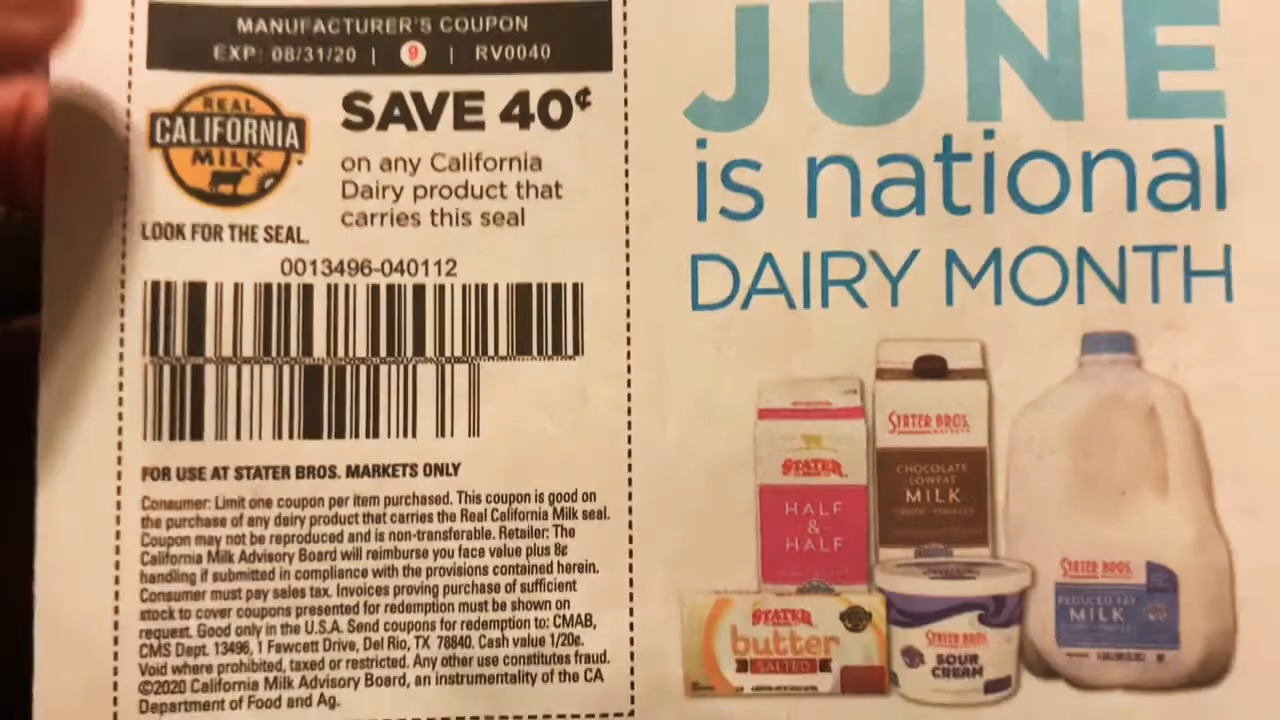 MANUFACTURER'S COUPON
EXP: 08/31/20 | 9 | RV0040
REAL
CALIFORNIA
MILK
LOOK FOR THE SEAL.
SAVE 40¢
on any California
Dairy product that
carries this seal
0013496-040112
FOR USE AT STATER BROS. MARKETS ONLY
Consumer: Limit one coupon per item purchased. This coupon is good on
the purchase of any dairy product that carries the Real California Milk seal.
Coupon may not be reproduced and is non-transferable. Retailer: The
California Milk Advisory Board will reimburse you face value plus 8¢
handling if submitted in compliance with the provisions contained herein.
Consumer must pay sales tax. Invoices proving purchase of sufficient
stock to cover coupons presented for redemption must be shown on
request. Good only in the U.S.A. Send coupons for redemption to: CMAB,
CMS Dept. 13496, 1 Fawcett Drive, Del Rio, TX 78840. Cash value 1/20¢.
Void where prohibited, taxed or restricted. Any other use constitutes fraud.
©2020 California Milk Advisory Board, an instrumentality of the CA
Department of Food and Ag.
JUNE
is national
DAIRY MONTH
STATER
HALF
&
HALF
STATER BROS.
MARKETS
CHOCOLATE
LOWFAT
MILK
STATER BROS.
REDUCED FAT
MILK
STATER
butter
SALTED
STATER BROS.
SOUR
CREAM